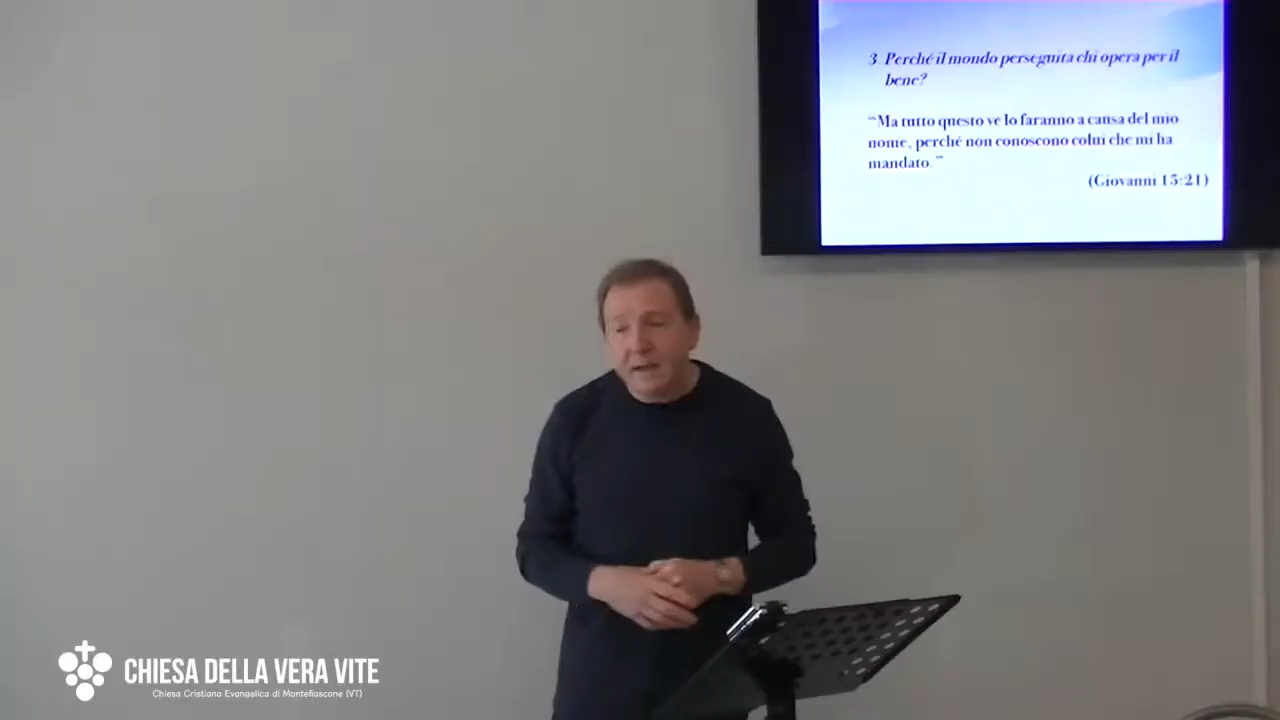 3 Perché il mondo perseguita chi opera per il
bene?
“Ma tutto questo ve lo faranno a causa del mio
nome, perché non conoscono colui che mi ha
mandato.”
(Giovanni 15:21)
CHIESA DELLA VERA VITE
Chiesa Cristiana Evangelica di Montefiascone (VT)